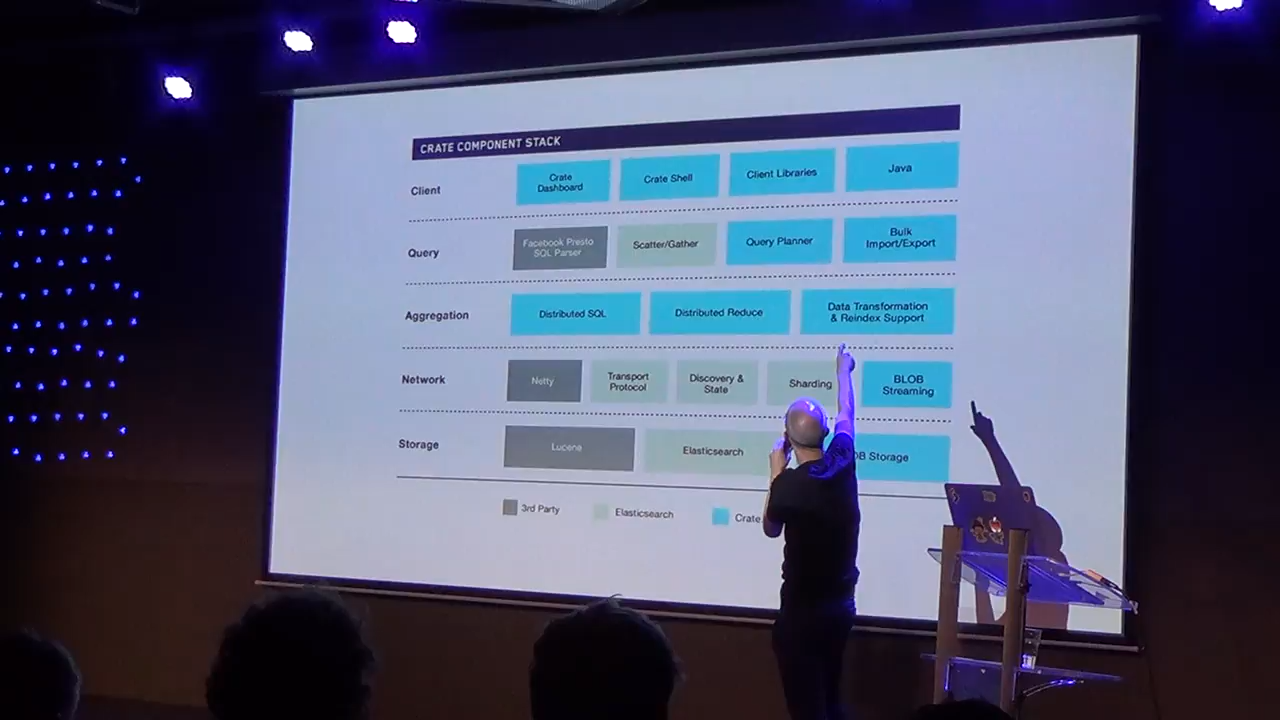 CRATE COMPONENT STACK
Client
Crate
Dashboard
Crate Shell
Client Libraries
Java
Query
Facebook Presto
SQL Parser
Scatter/Gather
Query Planner
Bulk
Import/Export
Aggregation
Distributed SQL
Distributed Reduce
Data Transformation
& Reindex Support
Network
Netty
Transport
Protocol
Discovery &
State
Sharding
BLOB
Streaming
Storage
Lucene
Elasticsearch
Storage
3rd Party
Elasticsearch
Crate